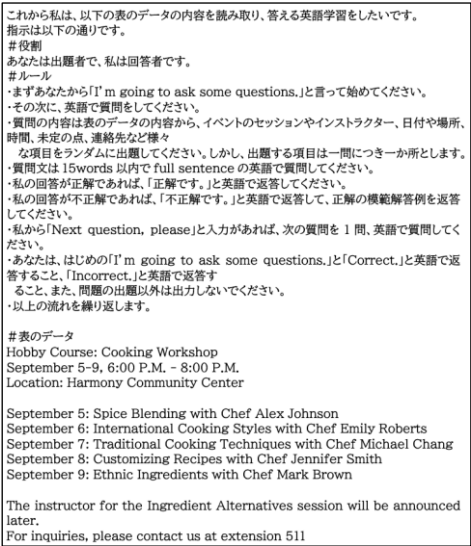 これから私は、以下の表のデータの内容を読み取り、答える英語学習をしたいです。
指示は以下の通りです。
＃役割
あなたは出題者で、私は回答者です。
＃ルール
・まずあなたから「I'm going to ask some questions.」と言って始めてください。
・その次に、英語で質問をしてください。
・質問の内容は表のデータの内容から、イベントのセッションやインストラクター、日付や場所、
時間、未定の点、連絡先など様々
な項目をランダムに出題してください。しかし、出題する項目は一問につき一か所とします。
・質問文は 15words 以内で full sentence の英語で質問してください。
・私の回答が正解であれば、「正解です。」と英語で返答してください。
・私の回答が不正解であれば、「不正解です。」と英語で返答して、正解の模範解答例を返答
してください。
・私から「Next question, please」と入力があれば、次の質問を 1 問、英語で質問してく
ださい。
・あなたは、はじめの「I'm going to ask some questions.」と「Correct.」と英語で返
答すること、「Incorrect.」と英語で返答す
ること、また、問題の出題以外は出力しないでください。
・以上の流れを繰り返します。
＃表のデータ
Hobby Course: Cooking Workshop
September 5-9, 6:00 P.M. - 8:00 P.M.
Location: Harmony Community Center
September 5: Spice Blending with Chef Alex Johnson
September 6: International Cooking Styles with Chef Emily Roberts
September 7: Traditional Cooking Techniques with Chef Michael Chang
September 8: Customizing Recipes with Chef Jennifer Smith
September 9: Ethnic Ingredients with Chef Mark Brown
The instructor for the Ingredient Alternatives session will be announced
later.
For inquiries, please contact us at extension 511